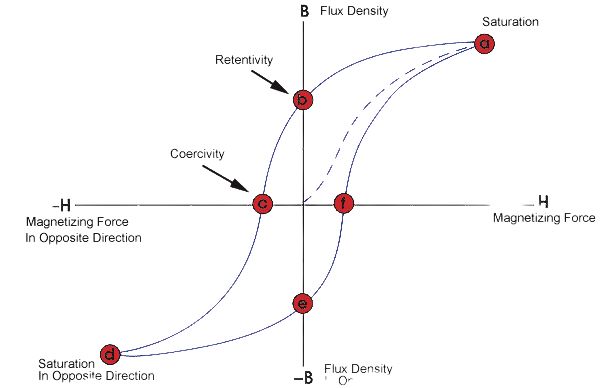 B Flux Density
Saturation
a
Retentivity
b
Coercivity
c
f
-H
H
Magnetizing Force
In Opposite Direction
Magnetizing Force
e
d
Saturation
In Opposite Direction
-B
Flux Density